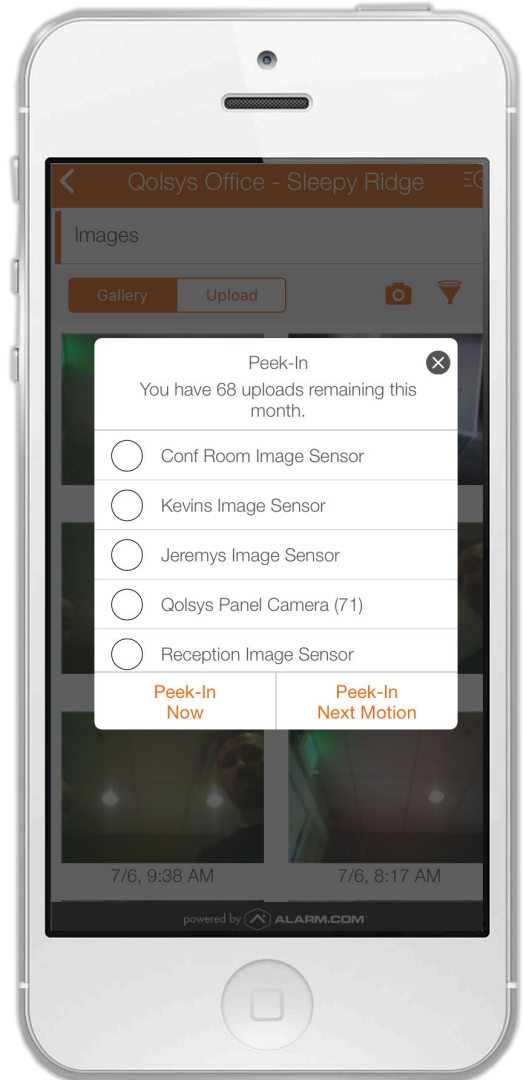 Qolsys Office - Sleepy Ridge
Images
Gallery
Upload
Peek-In
You have 68 uploads remaining this
month.
Conf Room Image Sensor
Kevins Image Sensor
Jeremys Image Sensor
Qolsys Panel Camera (71)
Reception Image Sensor
Peek-In
Now
Peek-In
Next Motion
7/6, 9:38 AM
7/6, 8:17 AM
powered by ALARM.COM